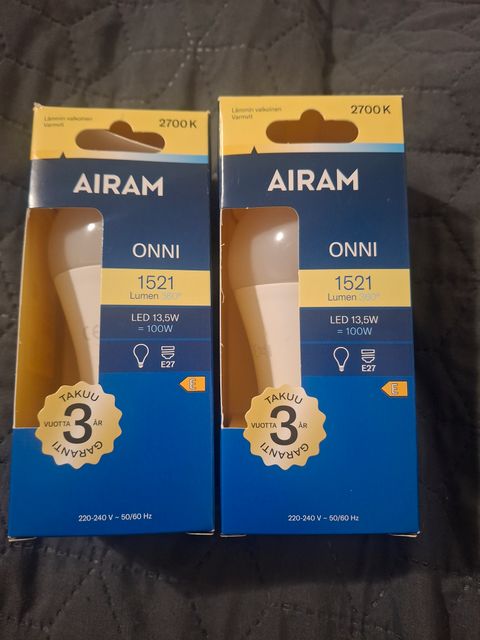 Lämmin valkoinen
Varmvit
2700 K
AIRAM
ONNI
1521
Lumen 360°
LED 13,5W
= 100W
E27
E
TAKUU
VUOTTA 3 ÅR
GARANTI
220-240 V ~ 50/60 Hz
Lämmin valkoinen
Varmvit
2700 K
AIRAM
ONNI
1521
Lumen 360°
LED 13,5W
= 100W
E27
E
TAKUU
VUOTTA 3 ÅR
GARANTI
220-240 V ~ 50/60 Hz